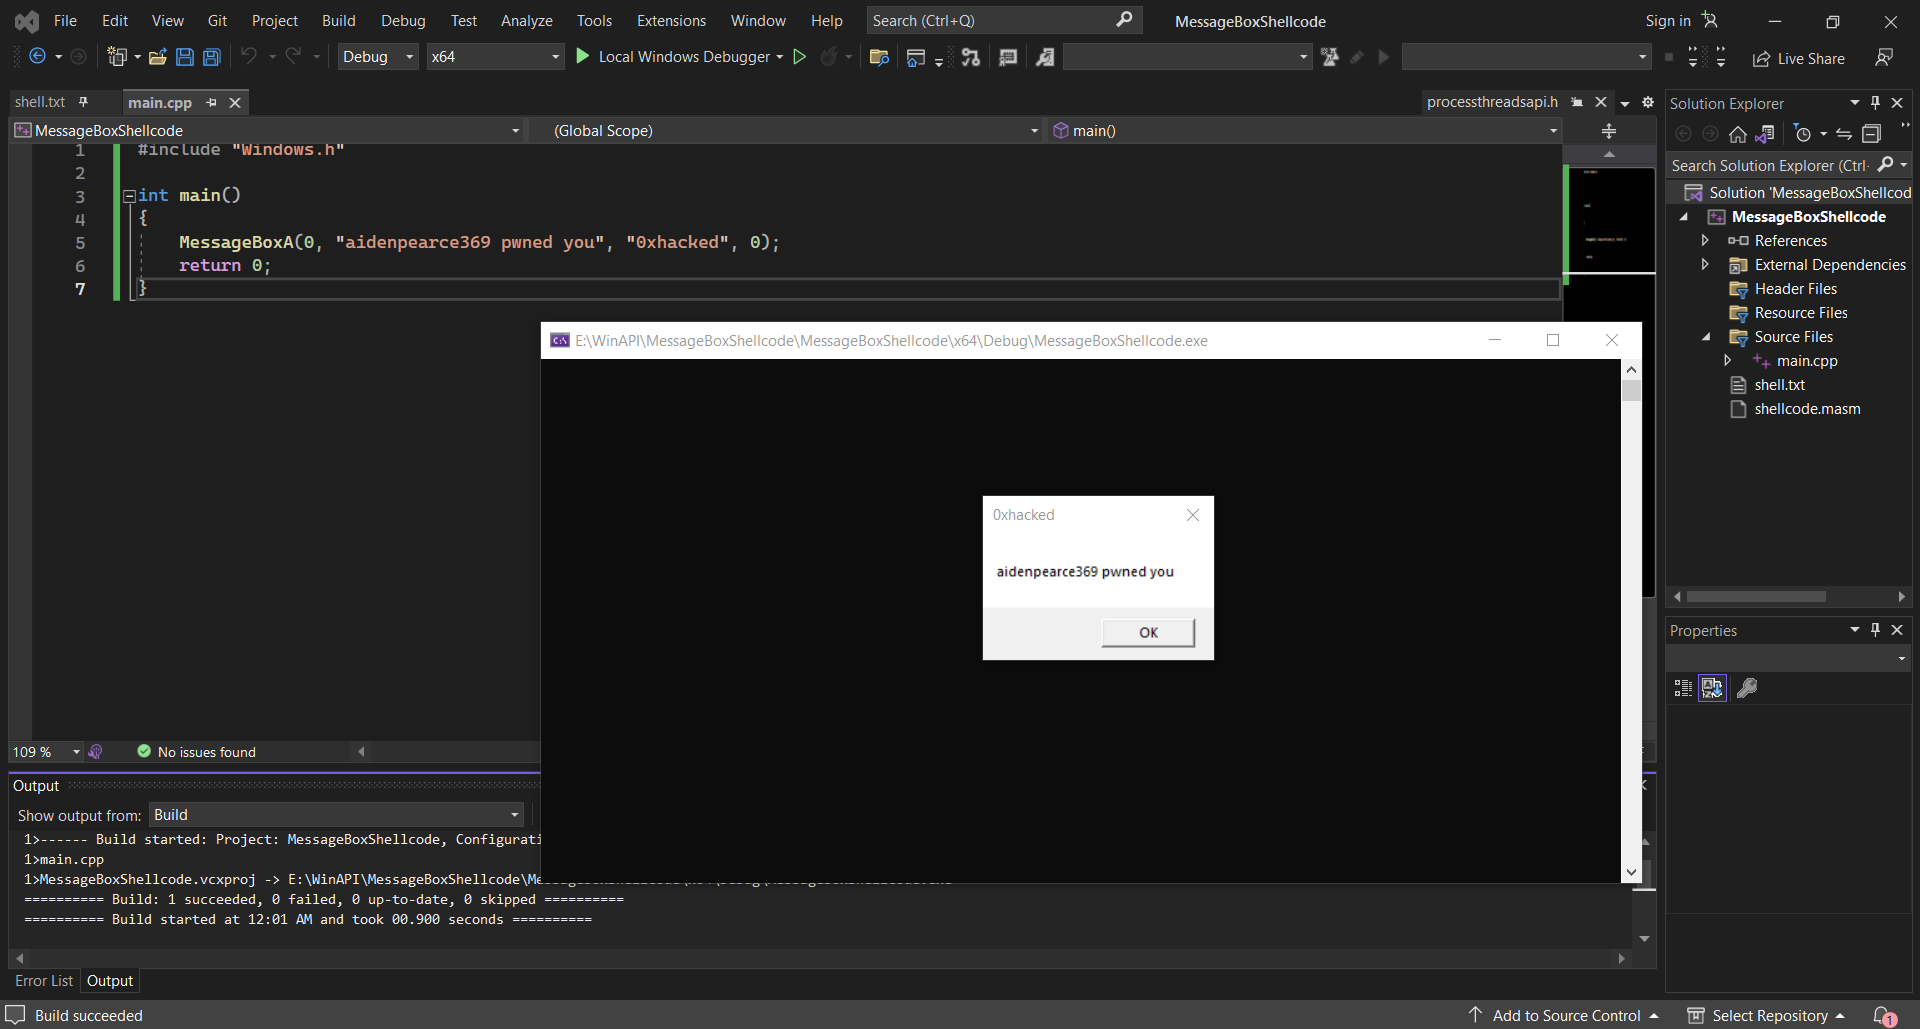 File Edit View Git Project Build Debug Test Analyze Tools Extensions Window Help Search (Ctrl+Q) MessageBoxShellcode Sign in
Debug x64 Local Windows Debugger Live Share
shell.txt main.cpp processthreadsapi.h
MessageBoxShellcode (Global Scope) main()
1 #include "Windows.h"
2
3 int main()
4 {
5 MessageBoxA(0, "aidenpearce369 pwned you", "0xhacked", 0);
6 return 0;
7 }
Solution Explorer
Search Solution Explorer (Ctrl-
Solution 'MessageBoxShellcod
MessageBoxShellcode
References
External Dependencies
Header Files
Resource Files
Source Files
main.cpp
shell.txt
shellcode.masm
Properties
E:\WinAPI\MessageBoxShellcode\MessageBoxShellcode\x64\Debug\MessageBoxShellcode.exe
0xhacked
aidenpearce369 pwned you
OK
109 % No issues found
Output
Show output from: Build
1>------ Build started: Project: MessageBoxShellcode, Configurati
1>main.cpp
1>MessageBoxShellcode.vcxproj -> E:\WinAPI\MessageBoxShellcode\
========== Build: 1 succeeded, 0 failed, 0 up-to-date, 0 skipped ==========
========== Build started at 12:01 AM and took 00.900 seconds ==========
Error List Output
Build succeeded Add to Source Control Select Repository 1